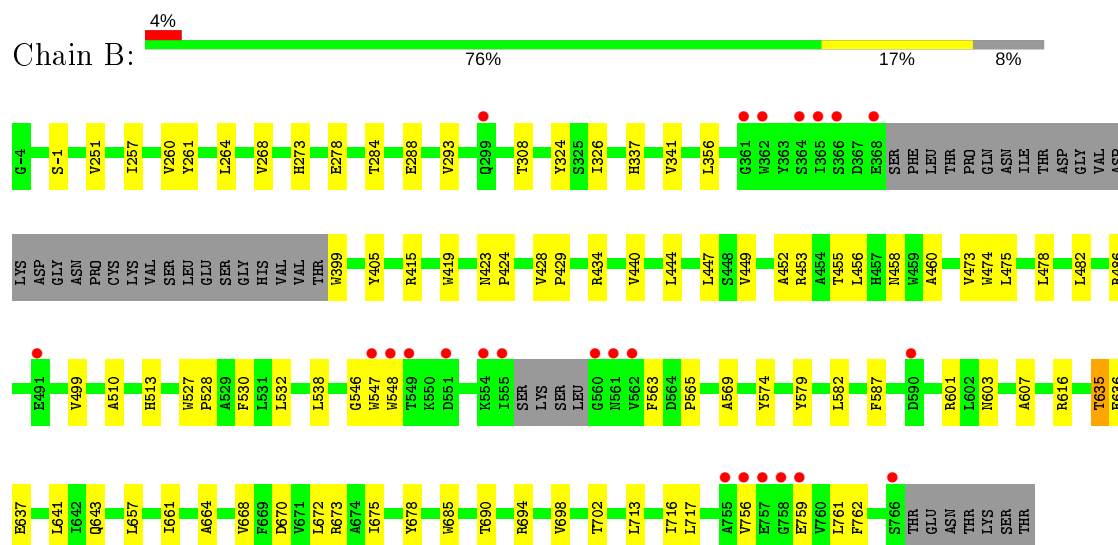 4%
Chain B:
76% 17% 8%
G-4 S-1 V251 I257 V260 Y261 L264 V268 H273 E278 T284 E288 V293 Q299 T308 Y324 S325 I326 H337 V341 L356 G361 W362 Y363 S364 I365 S366 D367 E368 SER PHE LEU THR PRO GLN ASN ILE THR ASP GLY VAL ASP
LYS ASP GLY ASN PRO CYS LYS VAL SER LEU GLU SER GLY HIS VAL VAL THR W399 Y405 R415 W419 N423 P424 V428 P429 R434 V440 L444 L447 S448 V449 A452 R453 A454 T455 L456 H457 N458 W459 A460 V473 W474 L475 L478 L482 R486
E491 V499 A510 H513 W527 P528 A529 F530 L531 L532 L538 G546 W547 W548 T549 K550 D551 K554 I555 SER LYS SER LEU G560 N561 V562 F563 D564 P565 A569 Y574 Y579 L582 F587 D590 R601 L602 N603 A607 R616 T635 E636
E637 L641 I642 Q643 L657 I661 A664 V668 F669 D670 V671 L672 R673 A674 I675 Y678 W685 T690 R694 V698 T702 L713 I716 L717 A755 V756 E757 G758 E759 V760 L761 F762 S766 THR GLU ASN THR LYS SER THR